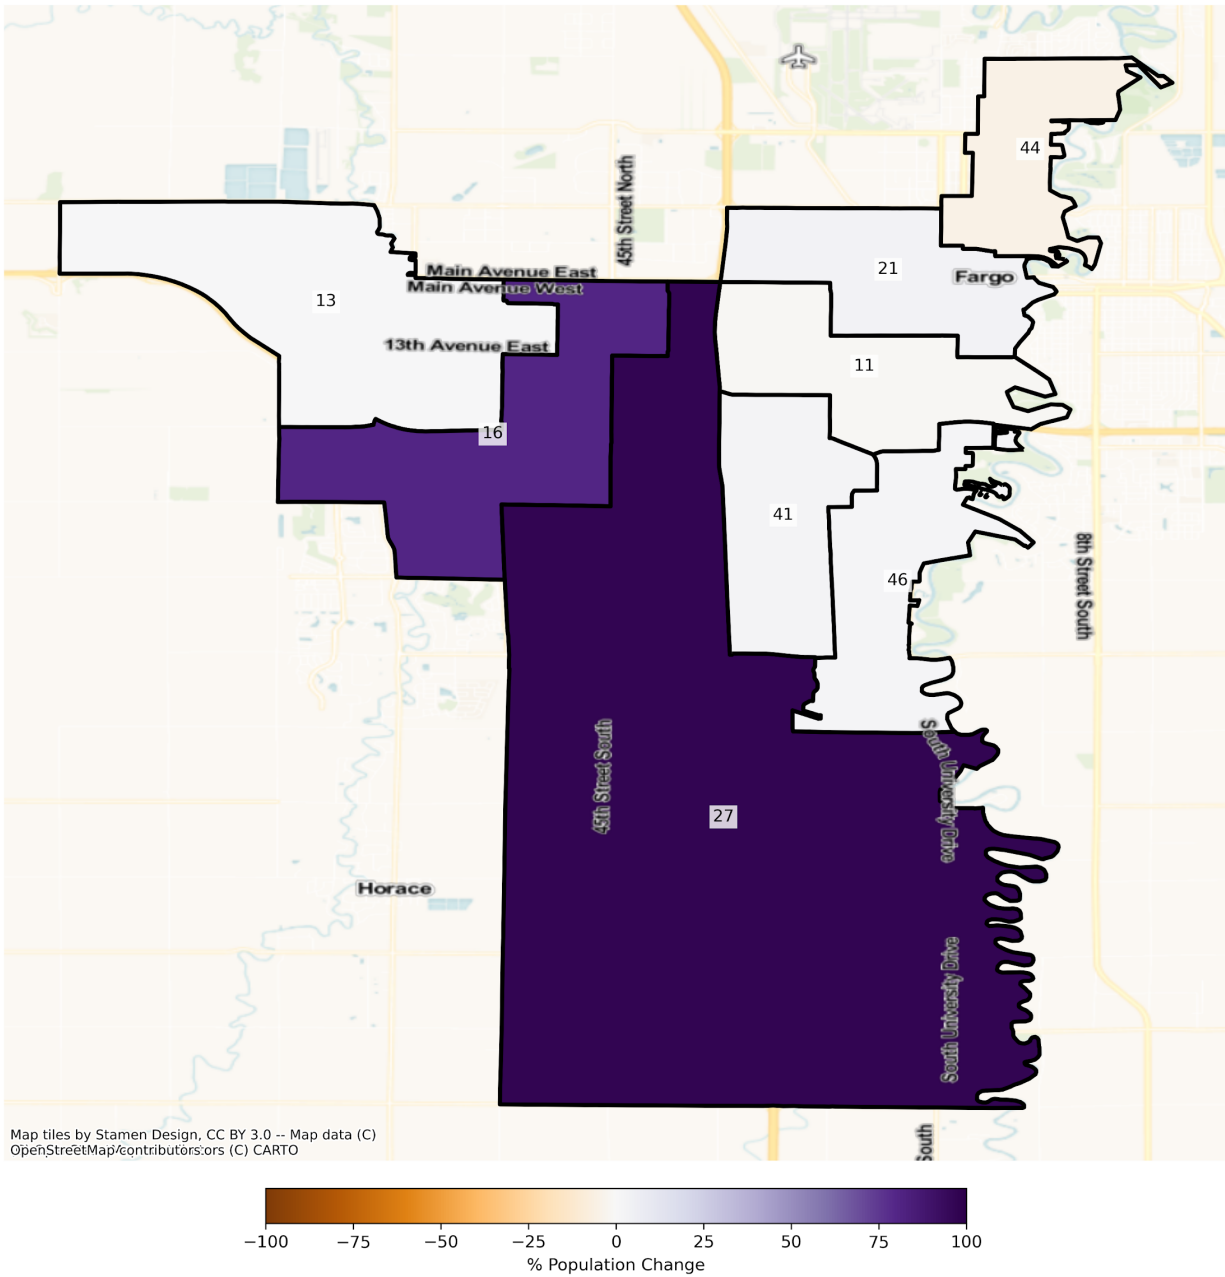 44
45th Street North
21
Fargo
Main Avenue East
Main Avenue West
13
13th Avenue East
11
16
41
46
8th Street South
45th Street South
South University Drive
27
Horace
South University Drive
South
Map tiles by Stamen Design, CC BY 3.0 -- Map data (C)
OpenStreetMap contributors
(C) CARTO
−100 −75 −50 −25 0 25 50 75 100
% Population Change